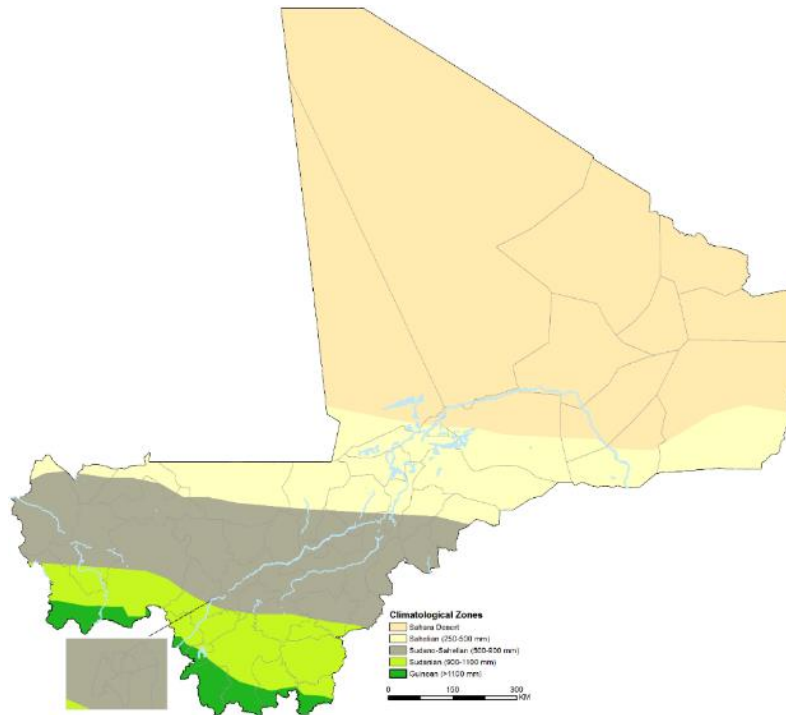 Climatological Zones
Sahara Desert
Sahelian (250-500 mm)
Sudano-Sahelian (500-900 mm)
Sudanian (900-1100 mm)
Guinean (>1100 mm)
0 150 300
KM